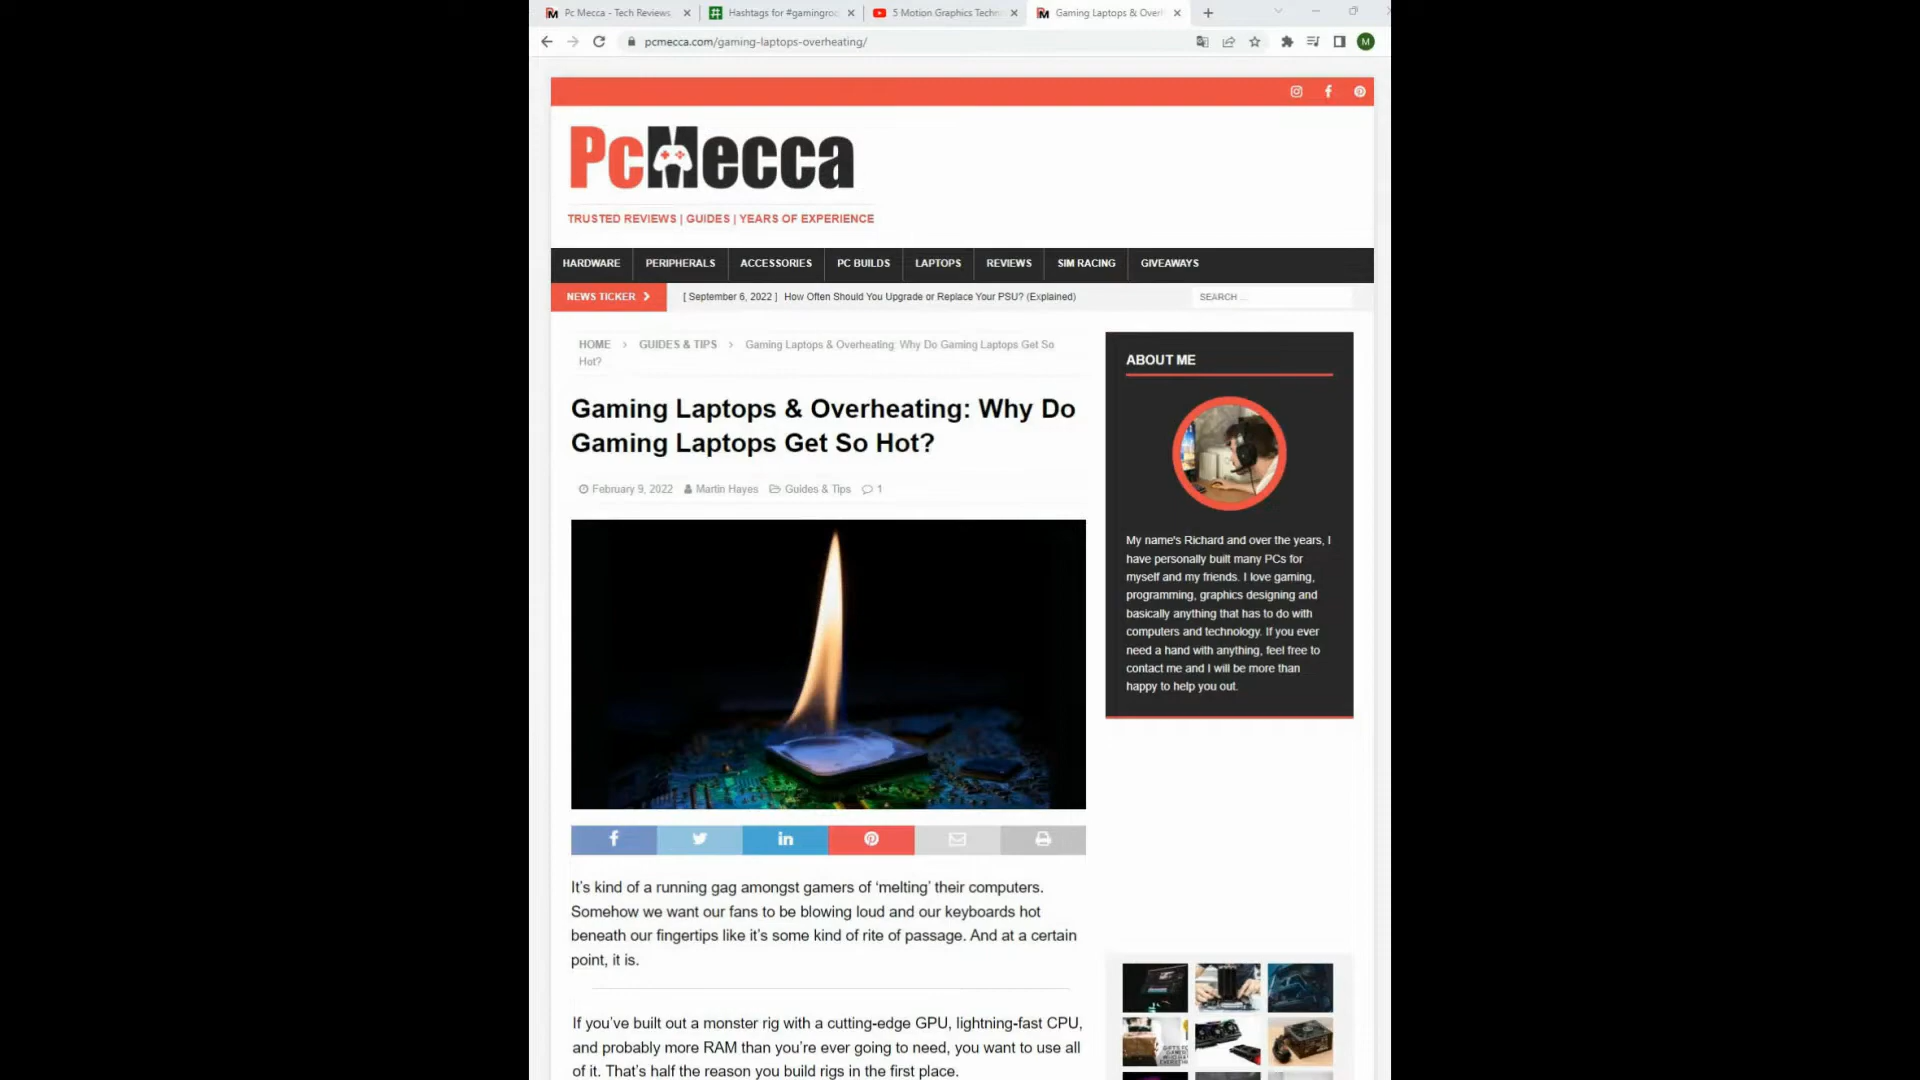 Pc Mecca - Tech Reviews
Hashtags for #gamingroo
5 Motion Graphics Techn
Gaming Laptops & Over
pcmecca.com/gaming-laptops-overheating/
M
PcMecca
TRUSTED REVIEWS | GUIDES | YEARS OF EXPERIENCE
HARDWARE PERIPHERALS ACCESSORIES PC BUILDS LAPTOPS REVIEWS SIM RACING GIVEAWAYS
NEWS TICKER
[ September 6, 2022 ] How Often Should You Upgrade or Replace Your PSU? (Explained)
SEARCH ...
HOME > GUIDES & TIPS > Gaming Laptops & Overheating: Why Do Gaming Laptops Get So
Hot?
Gaming Laptops & Overheating: Why Do
Gaming Laptops Get So Hot?
February 9, 2022 Martin Hayes Guides & Tips 1
It's kind of a running gag amongst gamers of ‘melting’ their computers.
Somehow we want our fans to be blowing loud and our keyboards hot
beneath our fingertips like it's some kind of rite of passage. And at a certain
point, it is.
If you've built out a monster rig with a cutting-edge GPU, lightning-fast CPU,
and probably more RAM than you're ever going to need, you want to use all
of it. That's half the reason you build rigs in the first place.
ABOUT ME
My name's Richard and over the years, I
have personally built many PCs for
myself and my friends. I love gaming,
programming, graphics designing and
basically anything that has to do with
computers and technology. If you ever
need a hand with anything, feel free to
contact me and I will be more than
happy to help you out.